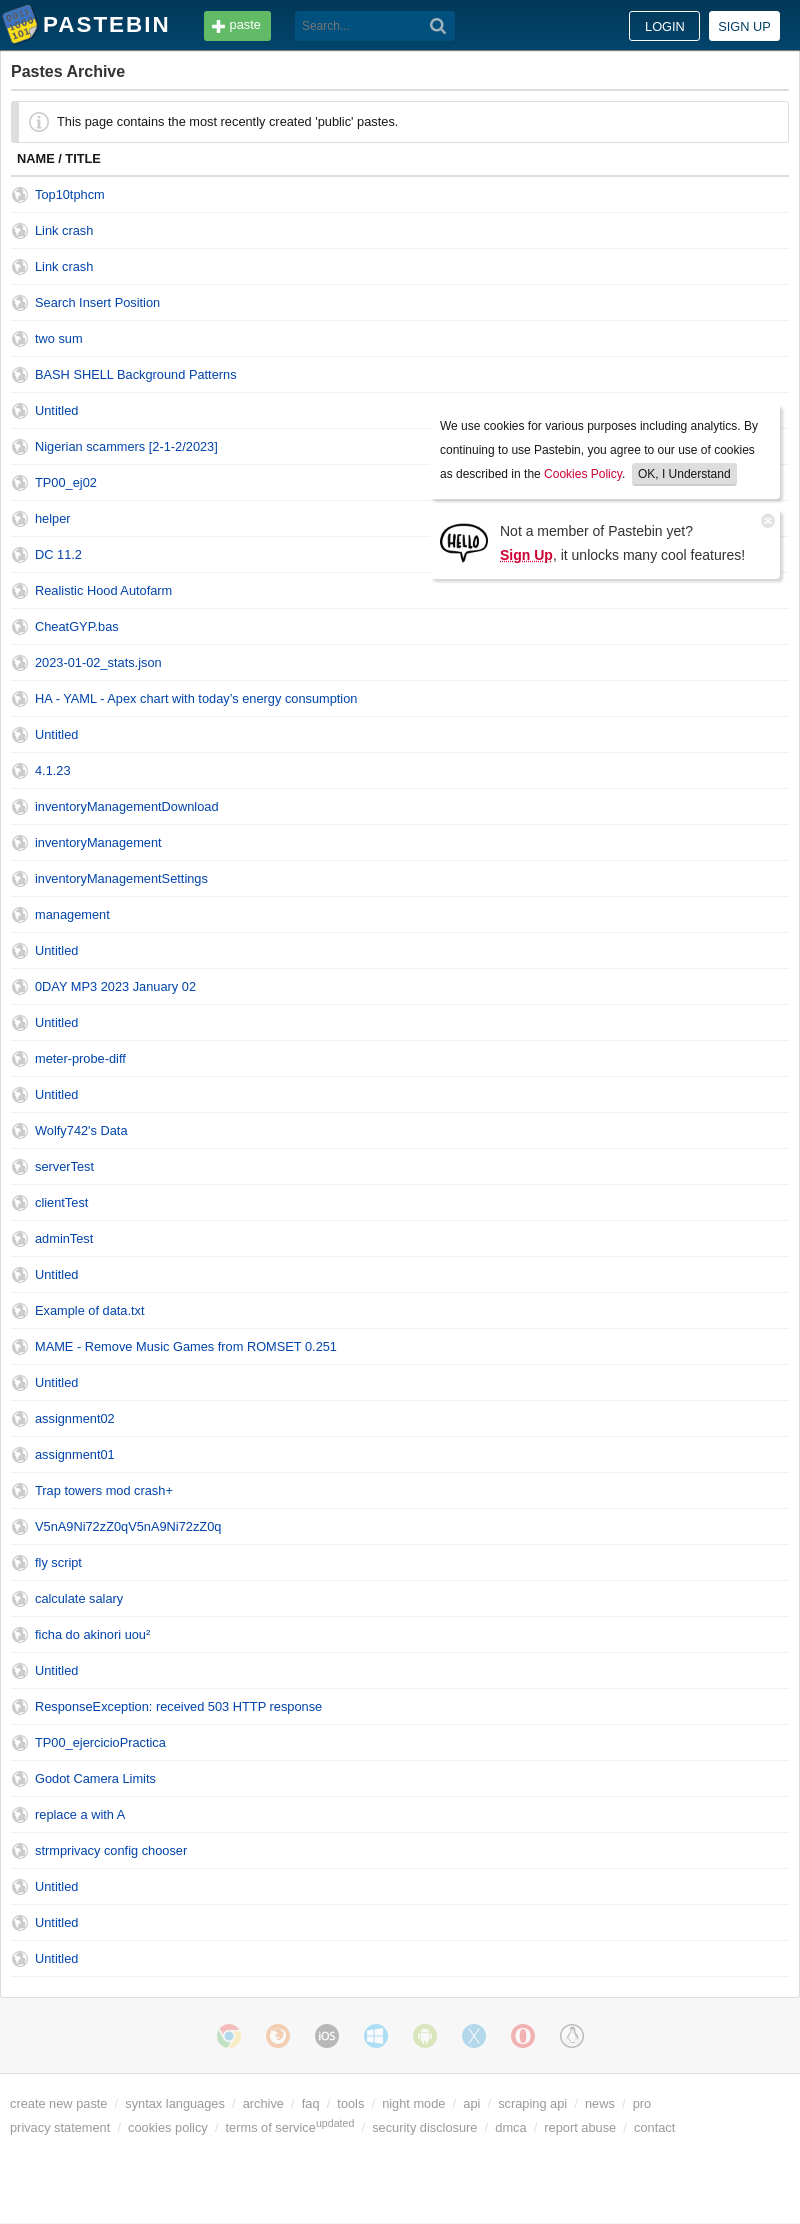 PASTEBIN paste Search... LOGIN SIGN UP
Pastes Archive
This page contains the most recently created 'public' pastes.
NAME / TITLE
Top10tphcm
Link crash
Link crash
Search Insert Position
two sum
BASH SHELL Background Patterns
Untitled
Nigerian scammers [2-1-2/2023]
TP00_ej02
helper
DC 11.2
Realistic Hood Autofarm
We use cookies for various purposes including analytics. By
continuing to use Pastebin, you agree to our use of cookies
as described in the Cookies Policy. OK, I Understand
HELLO
Not a member of Pastebin yet?
Sign Up, it unlocks many cool features!
CheatGYP.bas
2023-01-02_stats.json
HA - YAML - Apex chart with today’s energy consumption
Untitled
4.1.23
inventoryManagementDownload
inventoryManagement
inventoryManagementSettings
management
Untitled
0DAY MP3 2023 January 02
Untitled
meter-probe-diff
Untitled
Wolfy742's Data
serverTest
clientTest
adminTest
Untitled
Example of data.txt
MAME - Remove Music Games from ROMSET 0.251
Untitled
assignment02
assignment01
Trap towers mod crash+
V5nA9Ni72zZ0qV5nA9Ni72zZ0q
fly script
calculate salary
ficha do akinori uou²
Untitled
ResponseException: received 503 HTTP response
TP00_ejercicioPractica
Godot Camera Limits
replace a with A
strmprivacy config chooser
Untitled
Untitled
Untitled
iOS
create new paste / syntax languages / archive / faq / tools / night mode / api / scraping api / news / pro
privacy statement / cookies policy / terms of service updated / security disclosure / dmca / report abuse / contact